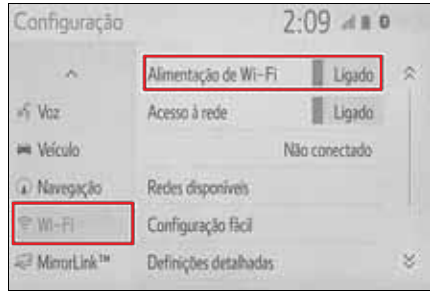 Configuração 2:09
Alimentação de Wi-Fi Ligado
Voz Acesso à rede Ligado
Veículo Não conectado
Navegação Redes disponíveis
Wi-Fi Configuração fácil
MirrorLink™ Definições detalhadas